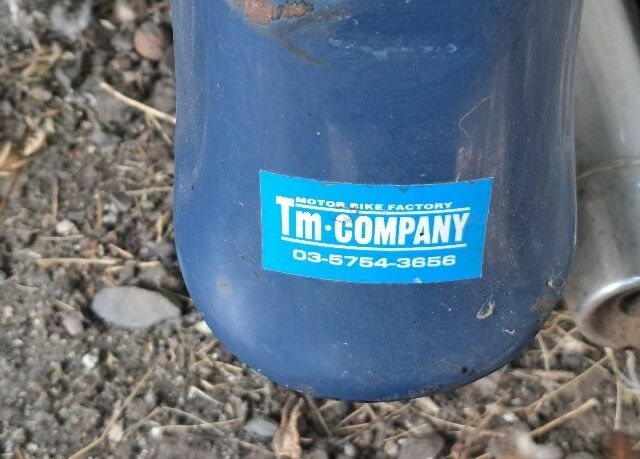 MOTOR BIKE FACTORY
Tm·COMPANY
03-5754-3656